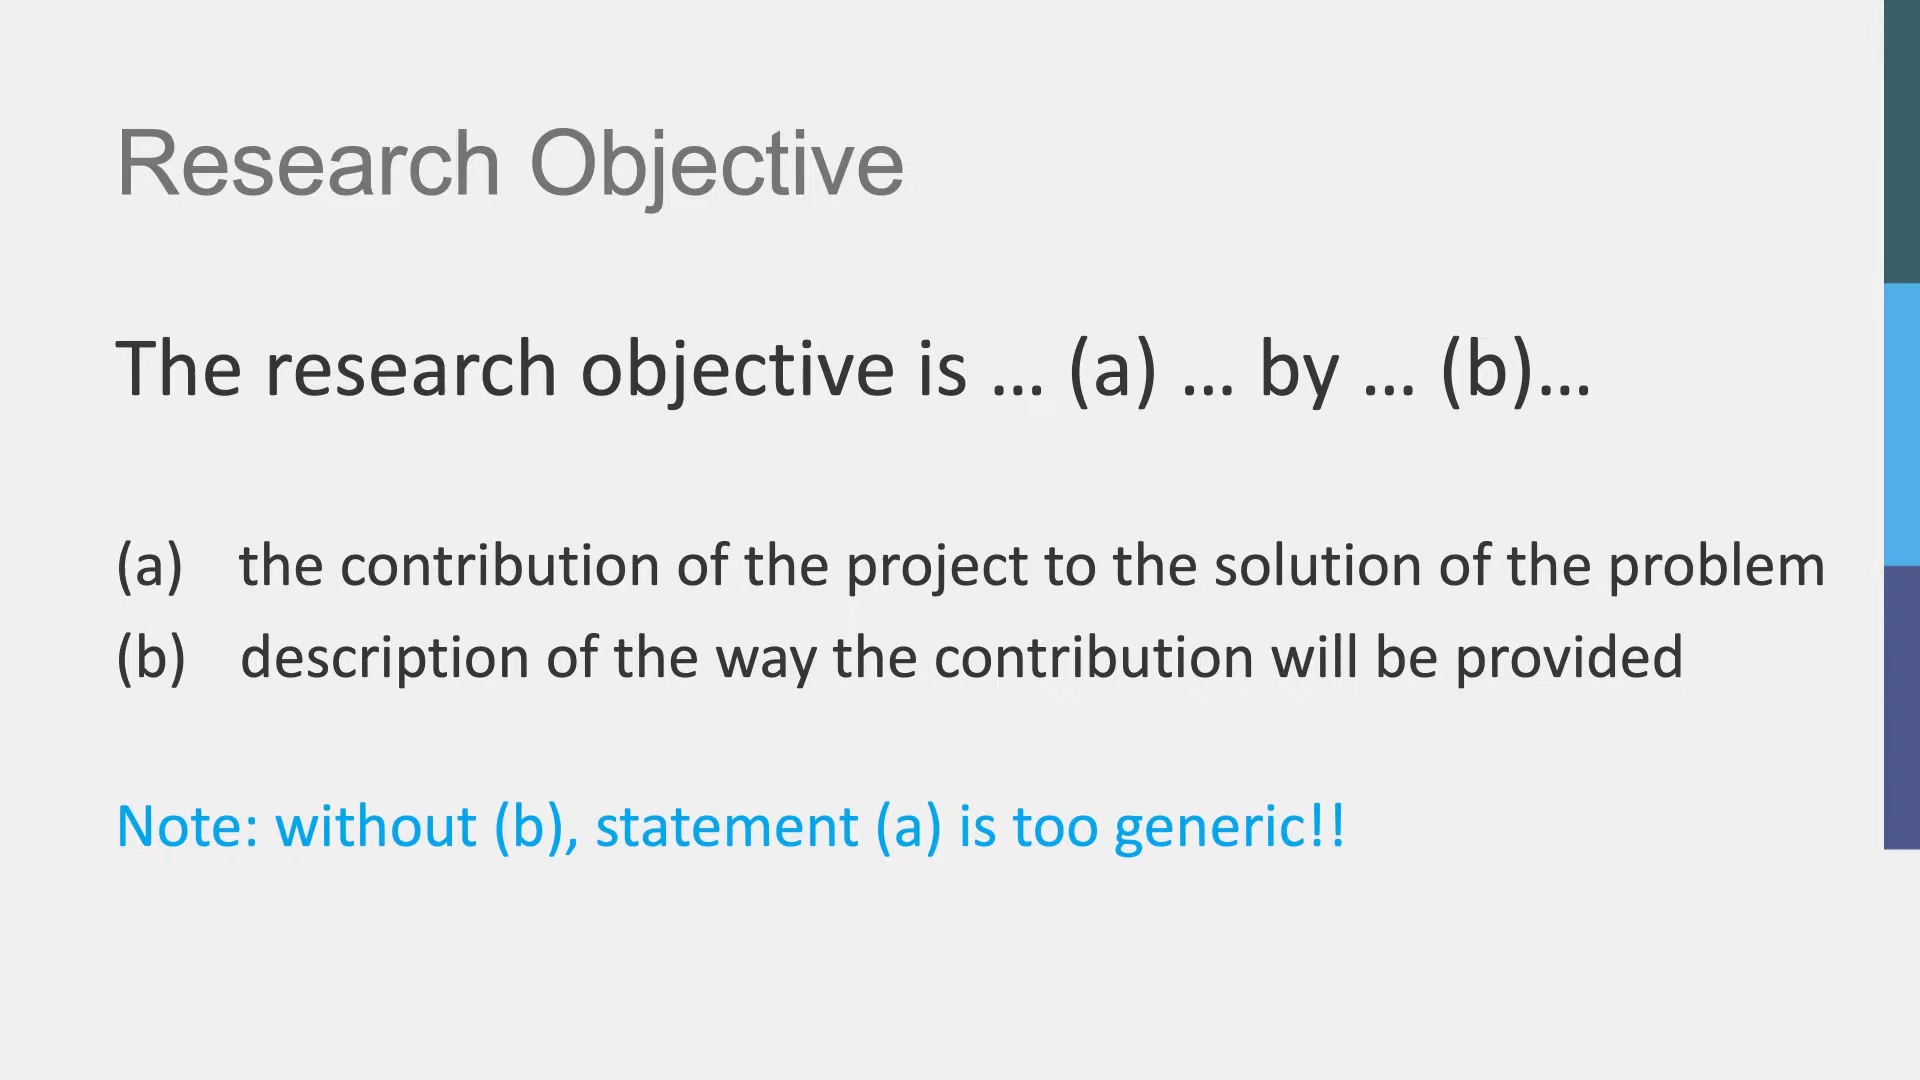 Research Objective
The research objective is … (a) … by … (b)…
(a) the contribution of the project to the solution of the problem
(b) description of the way the contribution will be provided
Note: without (b), statement (a) is too generic!!